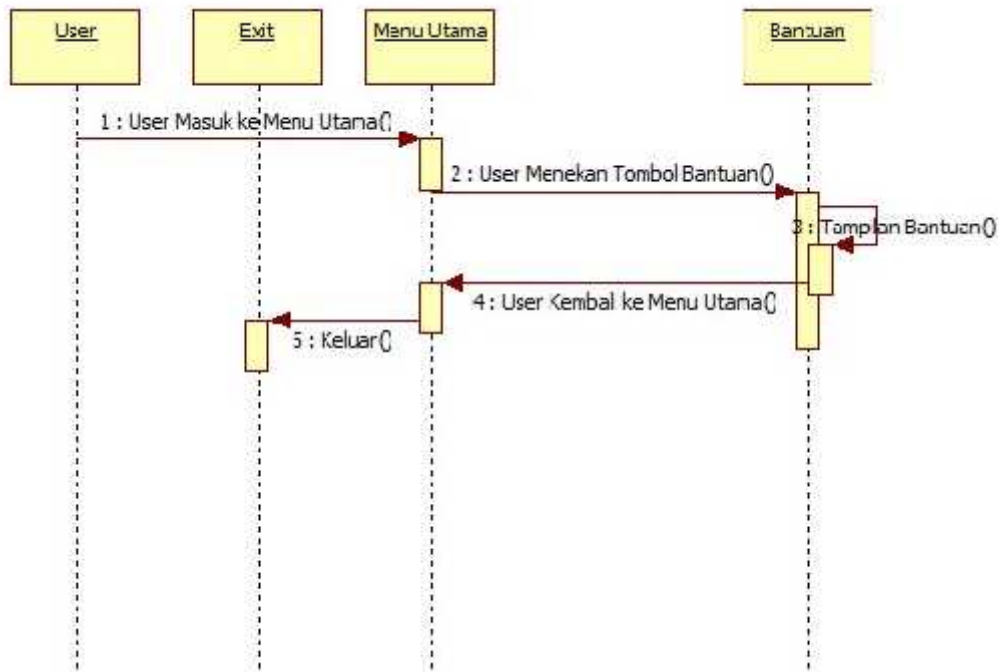 User
Exit
Menu Utama
Bantuan
1 : User Masuk ke Menu Utama()
2 : User Menekan Tombol Bantuan()
3 : Tampilan Bantuan()
4 : User Kembali ke Menu Utama()
5 : Keluar()